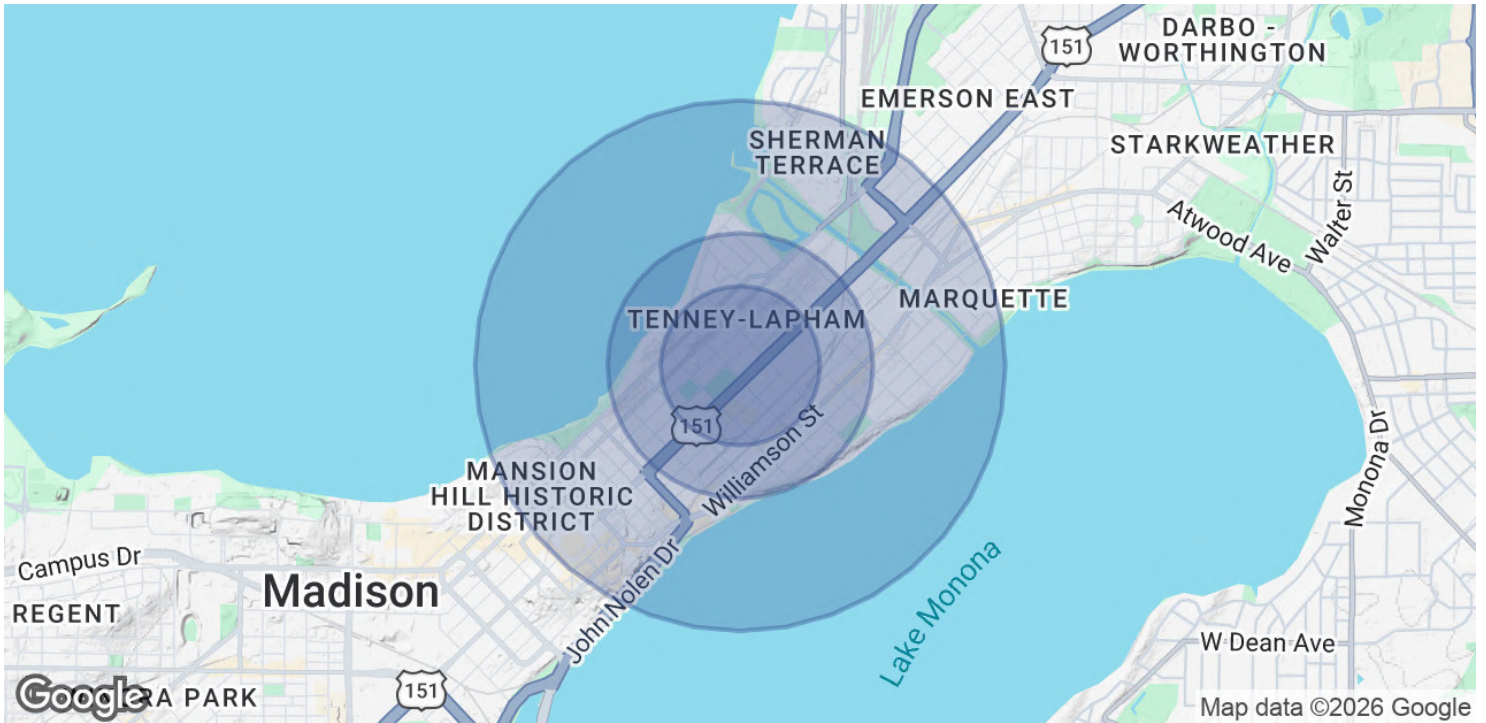 151
DARBO -
WORTHINGTON
EMERSON EAST
SHERMAN
TERRACE
STARKWEATHER
Walter St
Atwood Ave
MARQUETTE
TENNEY-LAPHAM
151
Williamson St
MANSION
HILL HISTORIC
DISTRICT
Monona Dr
Campus Dr
Madison
John Nolen Dr
Lake Monona
REGENT
W Dean Ave
151
Google
RA PARK
Map data ©2026 Google